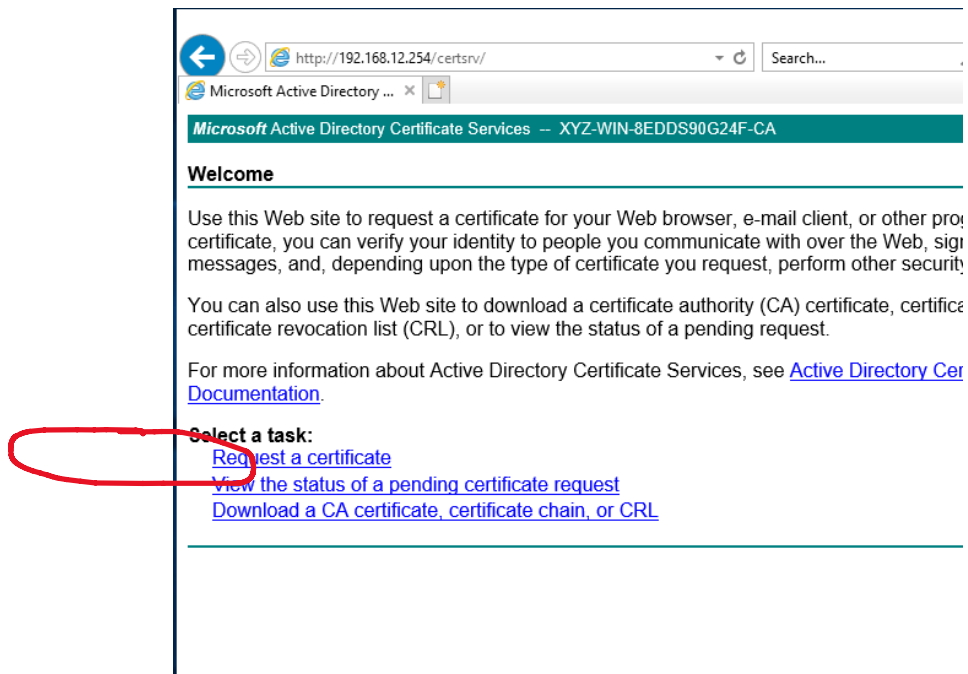 http://192.168.12.254/certsrv/
Search...
Microsoft Active Directory ...
Microsoft Active Directory Certificate Services -- XYZ-WIN-8EDDS90G24F-CA
Welcome
Use this Web site to request a certificate for your Web browser, e-mail client, or other
certificate, you can verify your identity to people you communicate with over the Web,
messages, and, depending upon the type of certificate you request, perform other security
You can also use this Web site to download a certificate authority (CA) certificate,
certificate revocation list (CRL), or to view the status of a pending request.
For more information about Active Directory Certificate Services, see Active Directory
Documentation.
Select a task:
Request a certificate
View the status of a pending certificate request
Download a CA certificate, certificate chain, or CRL